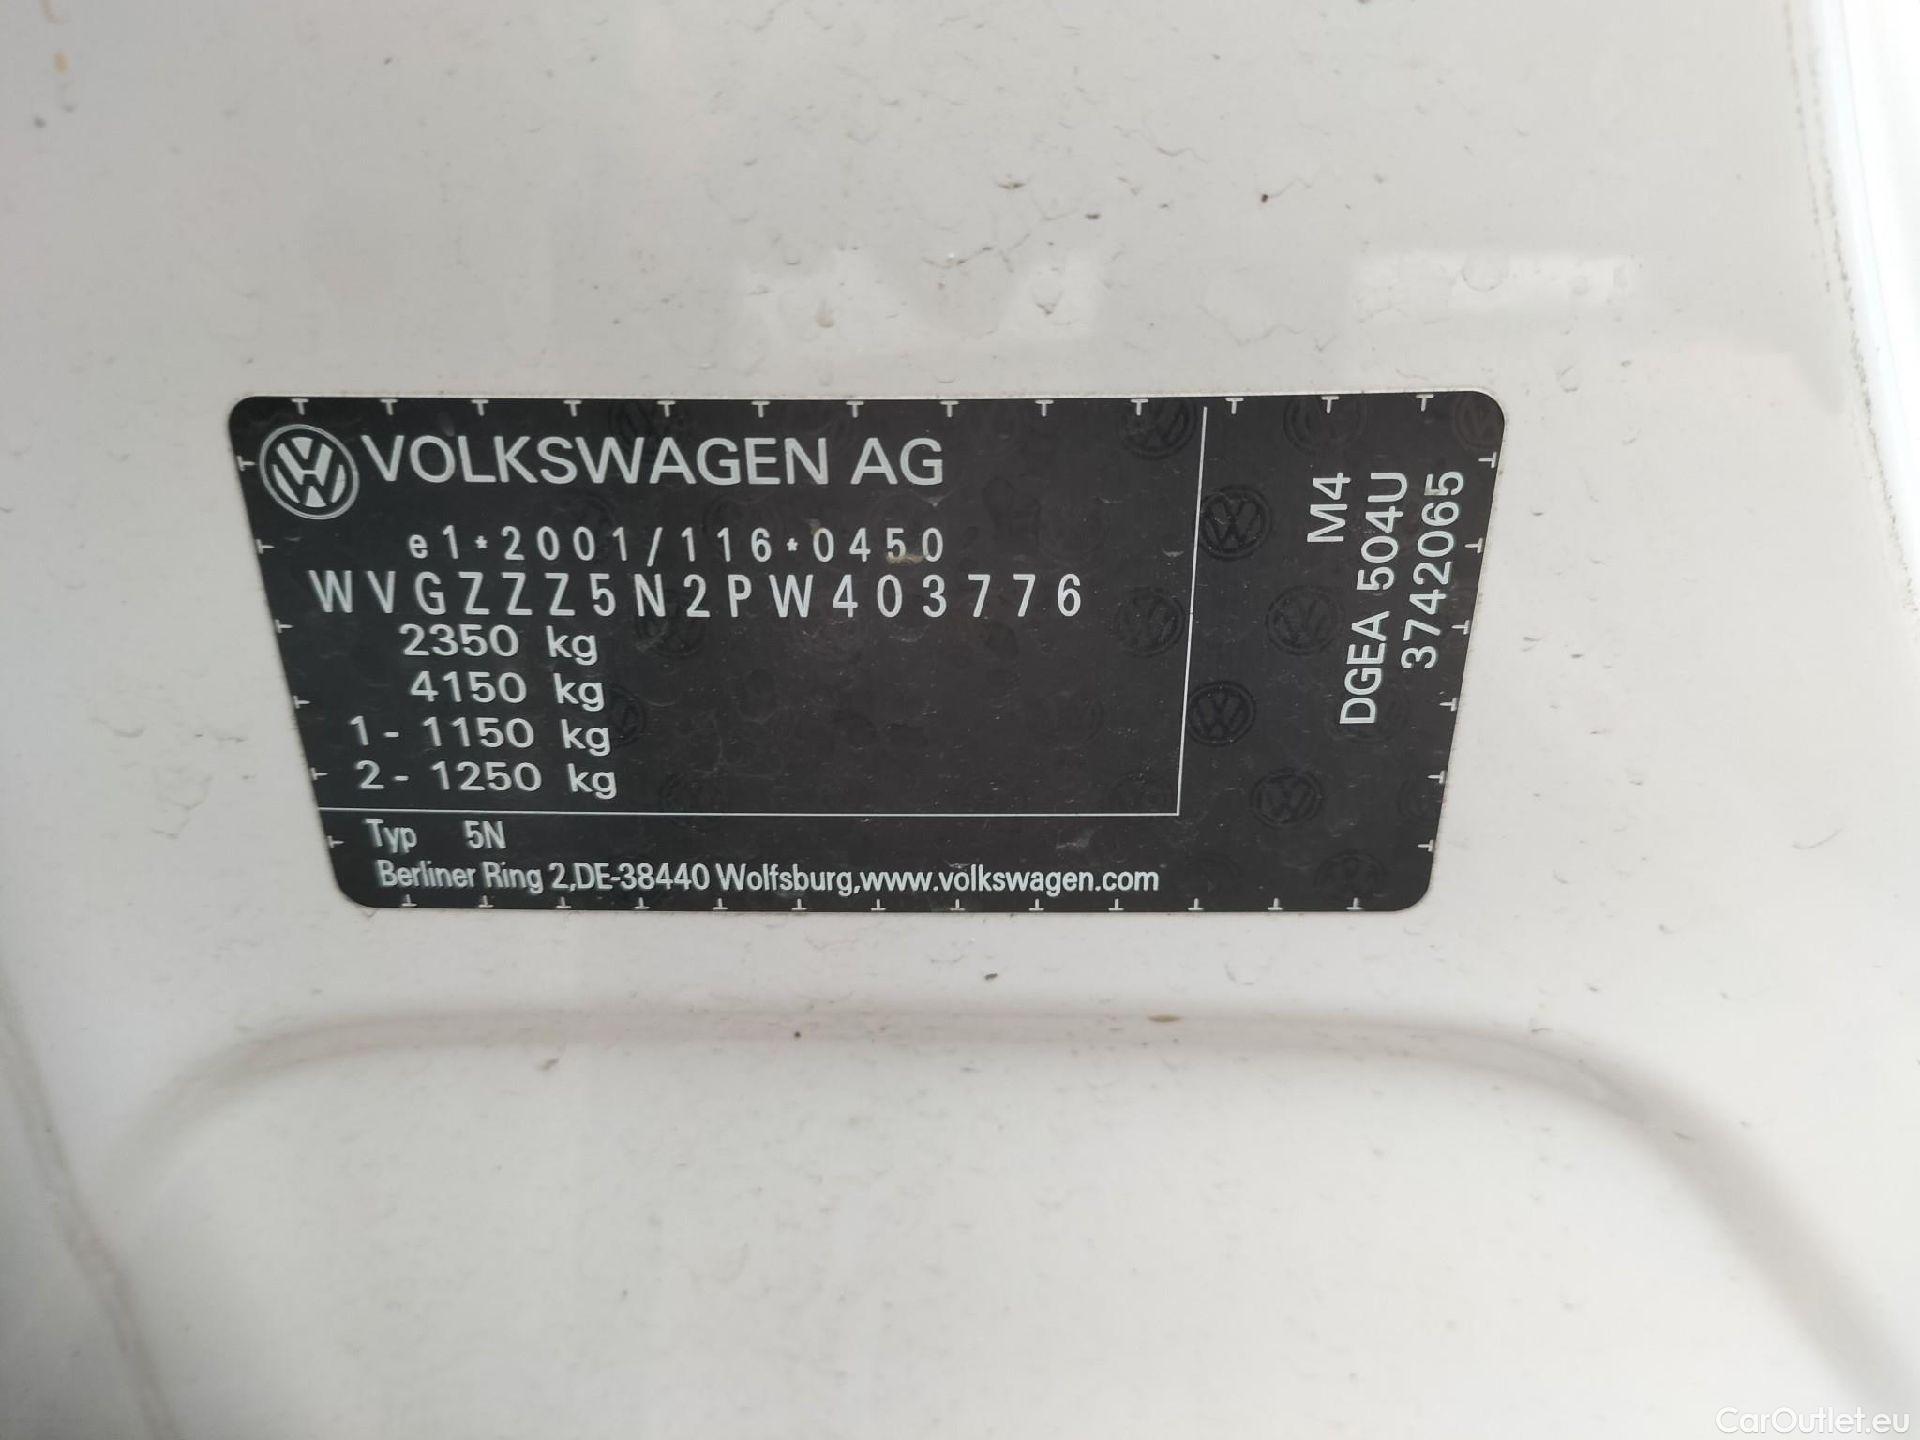 VOLKSWAGEN AG
e1*2001/116*0450
WVGZZZ5N2PW403776
2350 kg
4150 kg
1- 1150 kg
2- 1250 kg
Typ 5N
Berliner Ring 2,DE-38440 Wolfsburg,www.volkswagen.com
M4
DGEA 504U
3742065
CarOutlet.eu